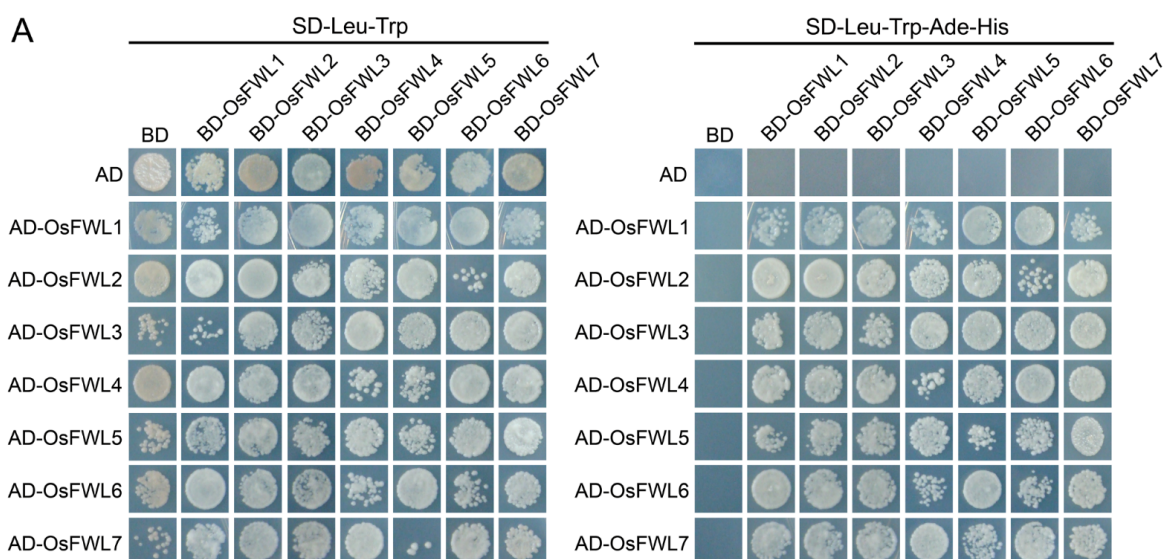 A
SD-Leu-Trp
SD-Leu-Trp-Ade-His
BD
BD-OsFWL1
BD-OsFWL2
BD-OsFWL3
BD-OsFWL4
BD-OsFWL5
BD-OsFWL6
BD-OsFWL7
BD
BD-OsFWL1
BD-OsFWL2
BD-OsFWL3
BD-OsFWL4
BD-OsFWL5
BD-OsFWL6
BD-OsFWL7
AD
AD
AD-OsFWL1
AD-OsFWL1
AD-OsFWL2
AD-OsFWL2
AD-OsFWL3
AD-OsFWL3
AD-OsFWL4
AD-OsFWL4
AD-OsFWL5
AD-OsFWL5
AD-OsFWL6
AD-OsFWL6
AD-OsFWL7
AD-OsFWL7